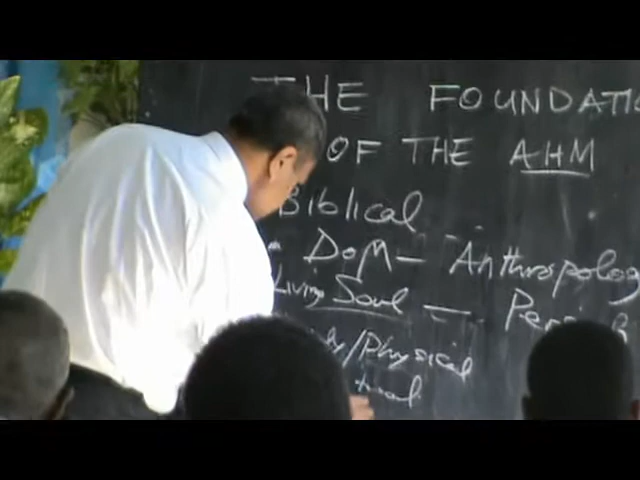 THE FOUNDATIO
OF THE AHM
Biblical
DoM — Anthropolog
Living Soul —
/Physical